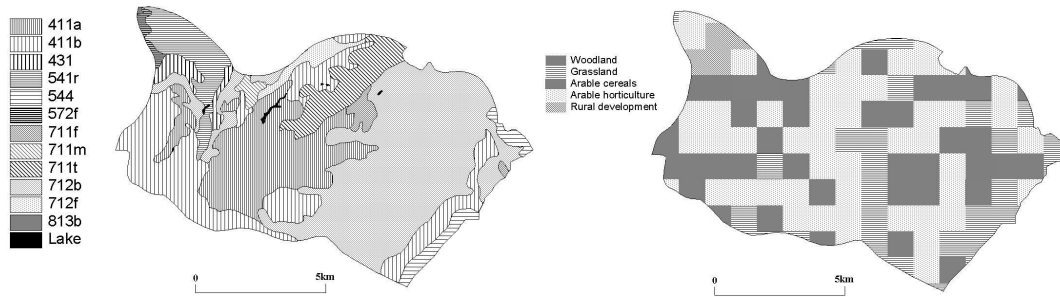 411a
411b
431
541r
544
572f
711f
711m
711t
712b
712f
813b
Lake
0 5km
Woodland
Grassland
Arable cereals
Arable horticulture
Rural development
0 5km